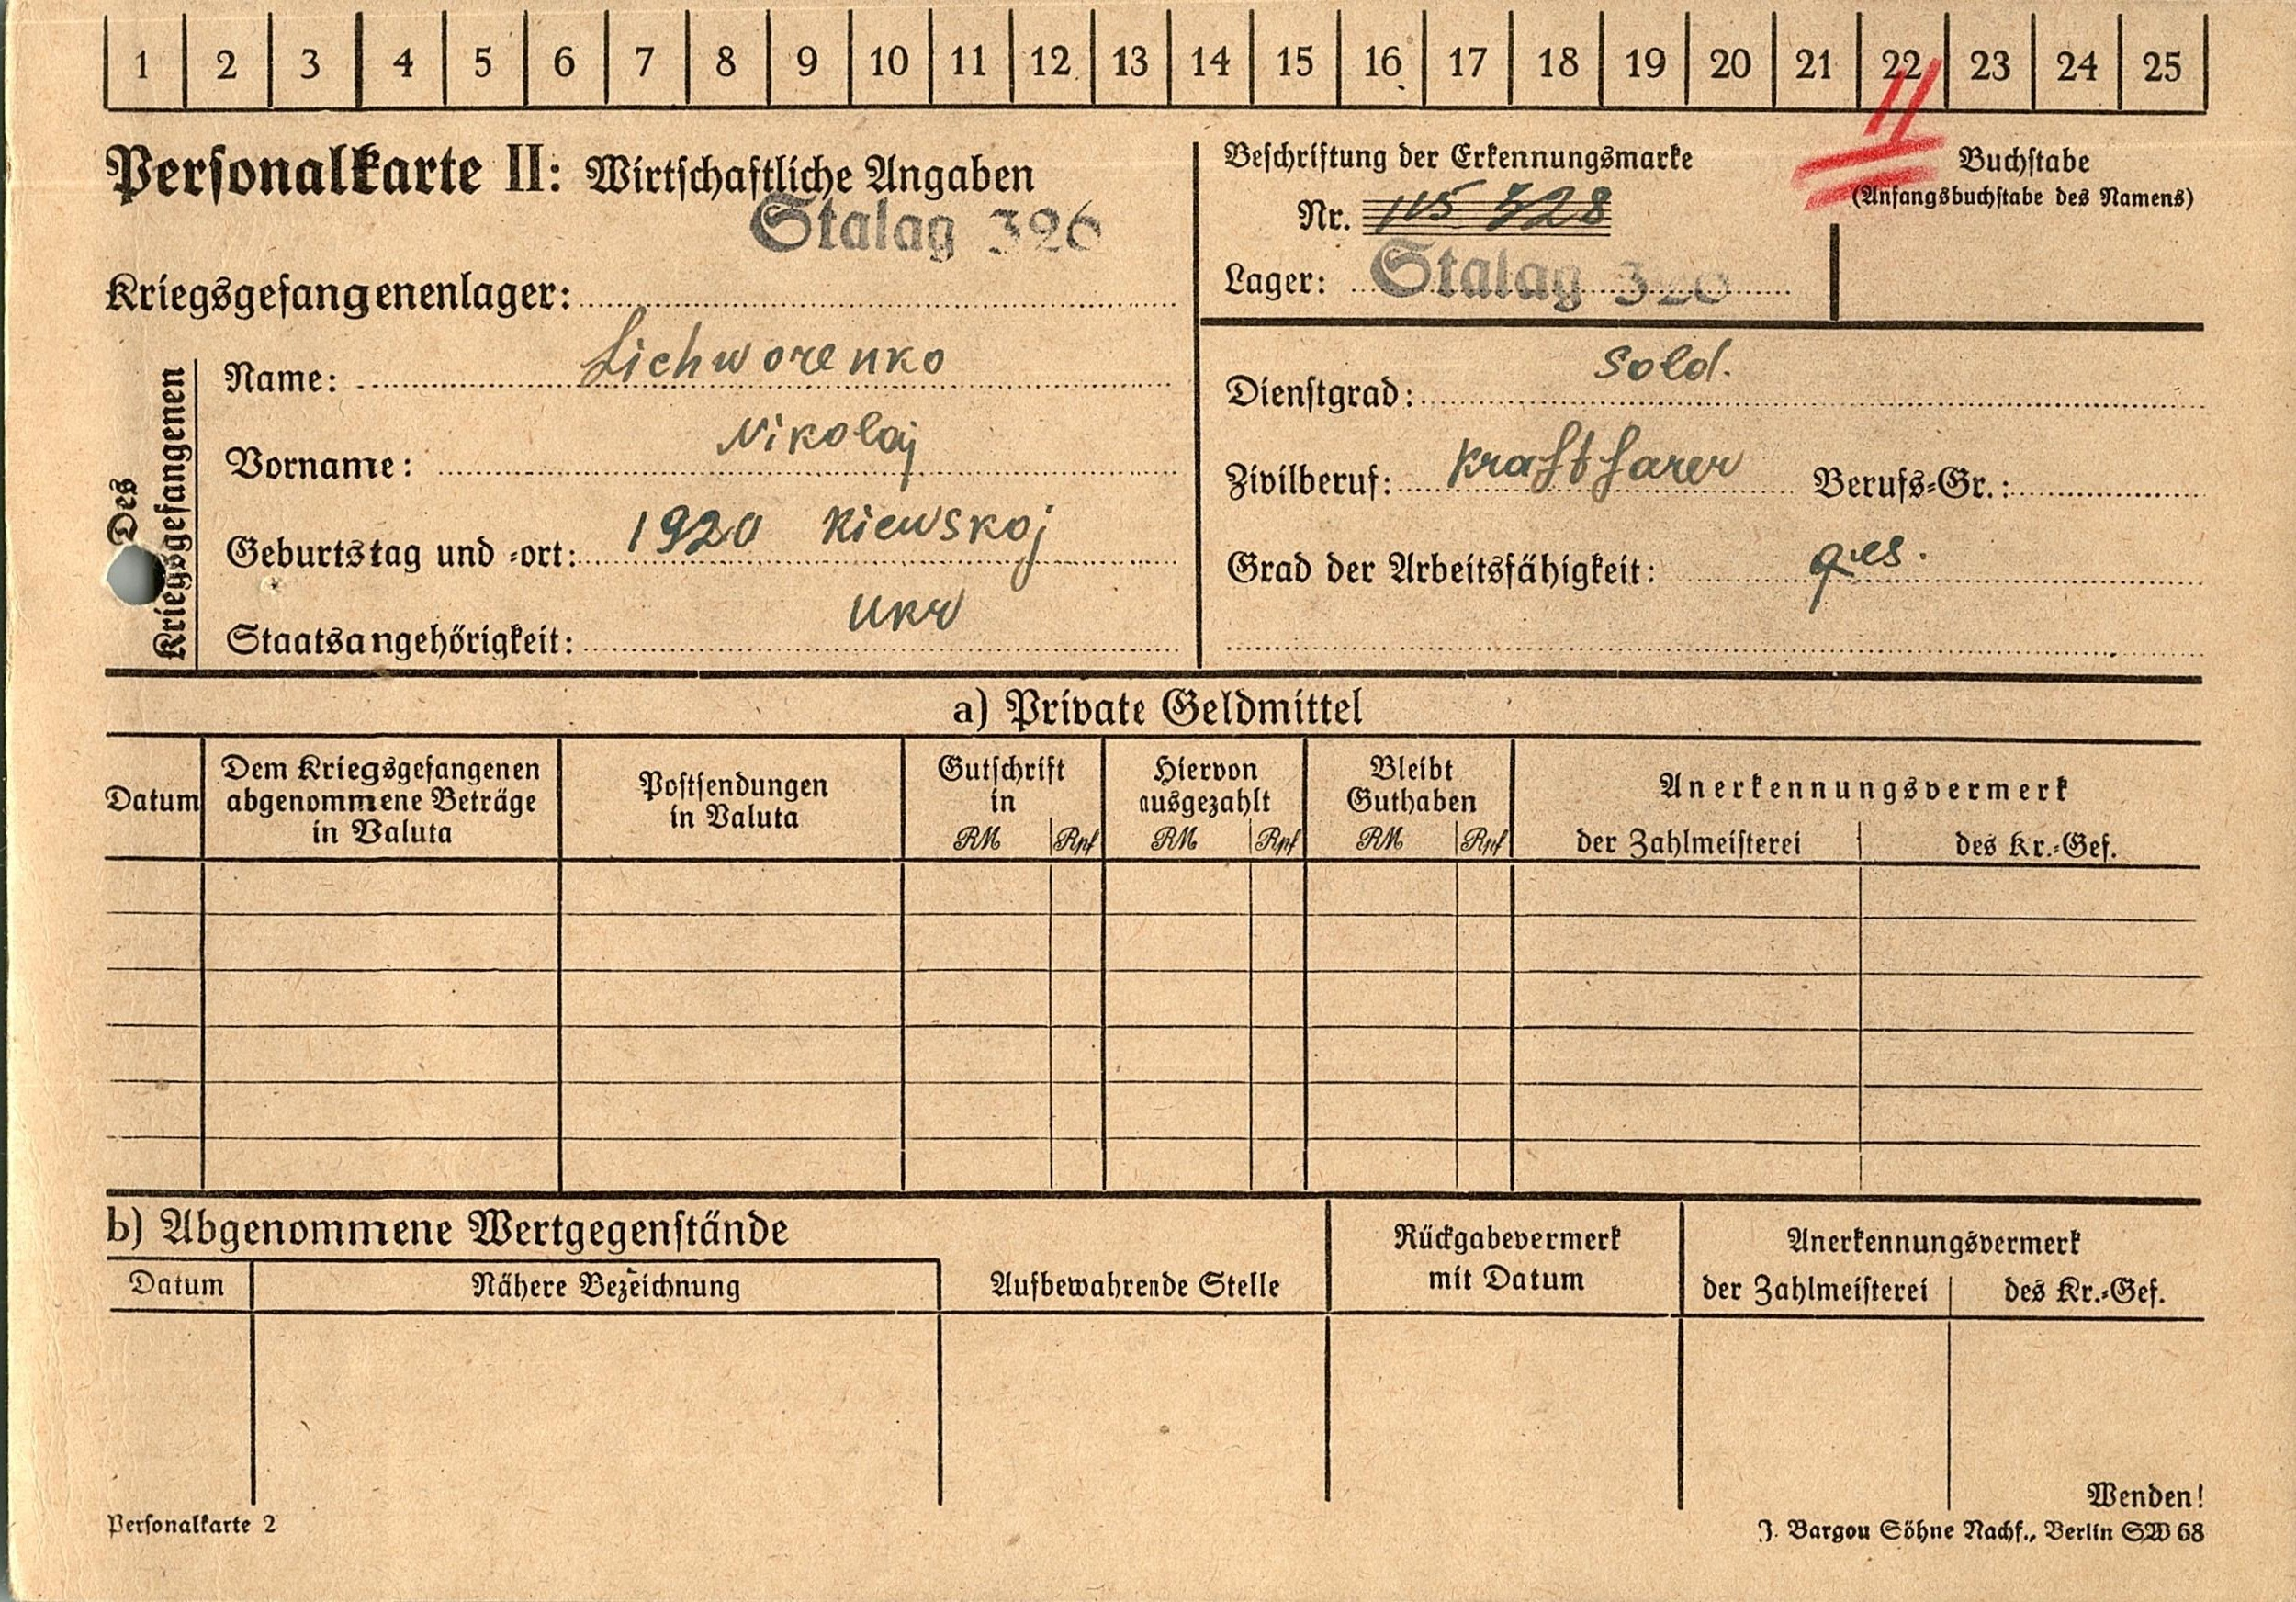 1 2 3 4 5 6 7 8 9 10 11 12 13 14 15 16 17 18 19 20 21 22 23 24 25
Personalkarte II: Wirtschaftliche Angaben
Stalag 326
Kriegsgefangenenlager:
Beschriftung der Erkennungsmarke
Nr. 115 328
Lager: Stalag 326
Buchstabe
(Anfangsbuchstabe des Namens)
Des
Kriegsgefangenen
Name: Lichworenko
Vorname: Nikolaj
Geburtstag und -ort: 1920 Kiewskoj
Staatsangehörigkeit: Ukr
Dienstgrad: Sold.
Zivilberuf: Kraftfarer Berufs-Gr.:
Grad der Arbeitsfähigkeit:
a) Private Geldmittel
Datum
Dem Kriegsgefangenen
abgenommene Beträge
in Valuta
Postsendungen
in Valuta
Gutschrift
in
RM Rpf
Hiervon
ausgezahlt
RM Rpf
Bleibt
Guthaben
RM Rpf
Anerkennungsvermerk
der Zahlmeisterei des Kr.-Gef.
b) Abgenommene Wertgegenstände
Datum Nähere Bezeichnung
Aufbewahrende Stelle
Rückgabevermerk
mit Datum
Anerkennungsvermerk
der Zahlmeisterei des Kr.-Gef.
Wenden!
Personalkarte 2
J. Bargou Söhne Nachf., Berlin SW 68